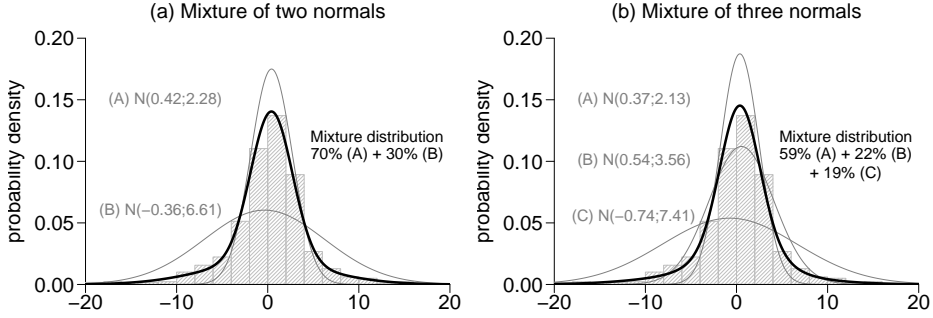 (a) Mixture of two normals
probability density
0.20
0.15
0.10
0.05
0.00
(A) N(0.42;2.28)
Mixture distribution
70% (A) + 30% (B)
(B) N(−0.36;6.61)
−20 −10 0 10 20
(b) Mixture of three normals
probability density
0.20
0.15
0.10
0.05
0.00
(A) N(0.37;2.13)
Mixture distribution
59% (A) + 22% (B)
+ 19% (C)
(B) N(0.54;3.56)
(C) N(−0.74;7.41)
−20 −10 0 10 20